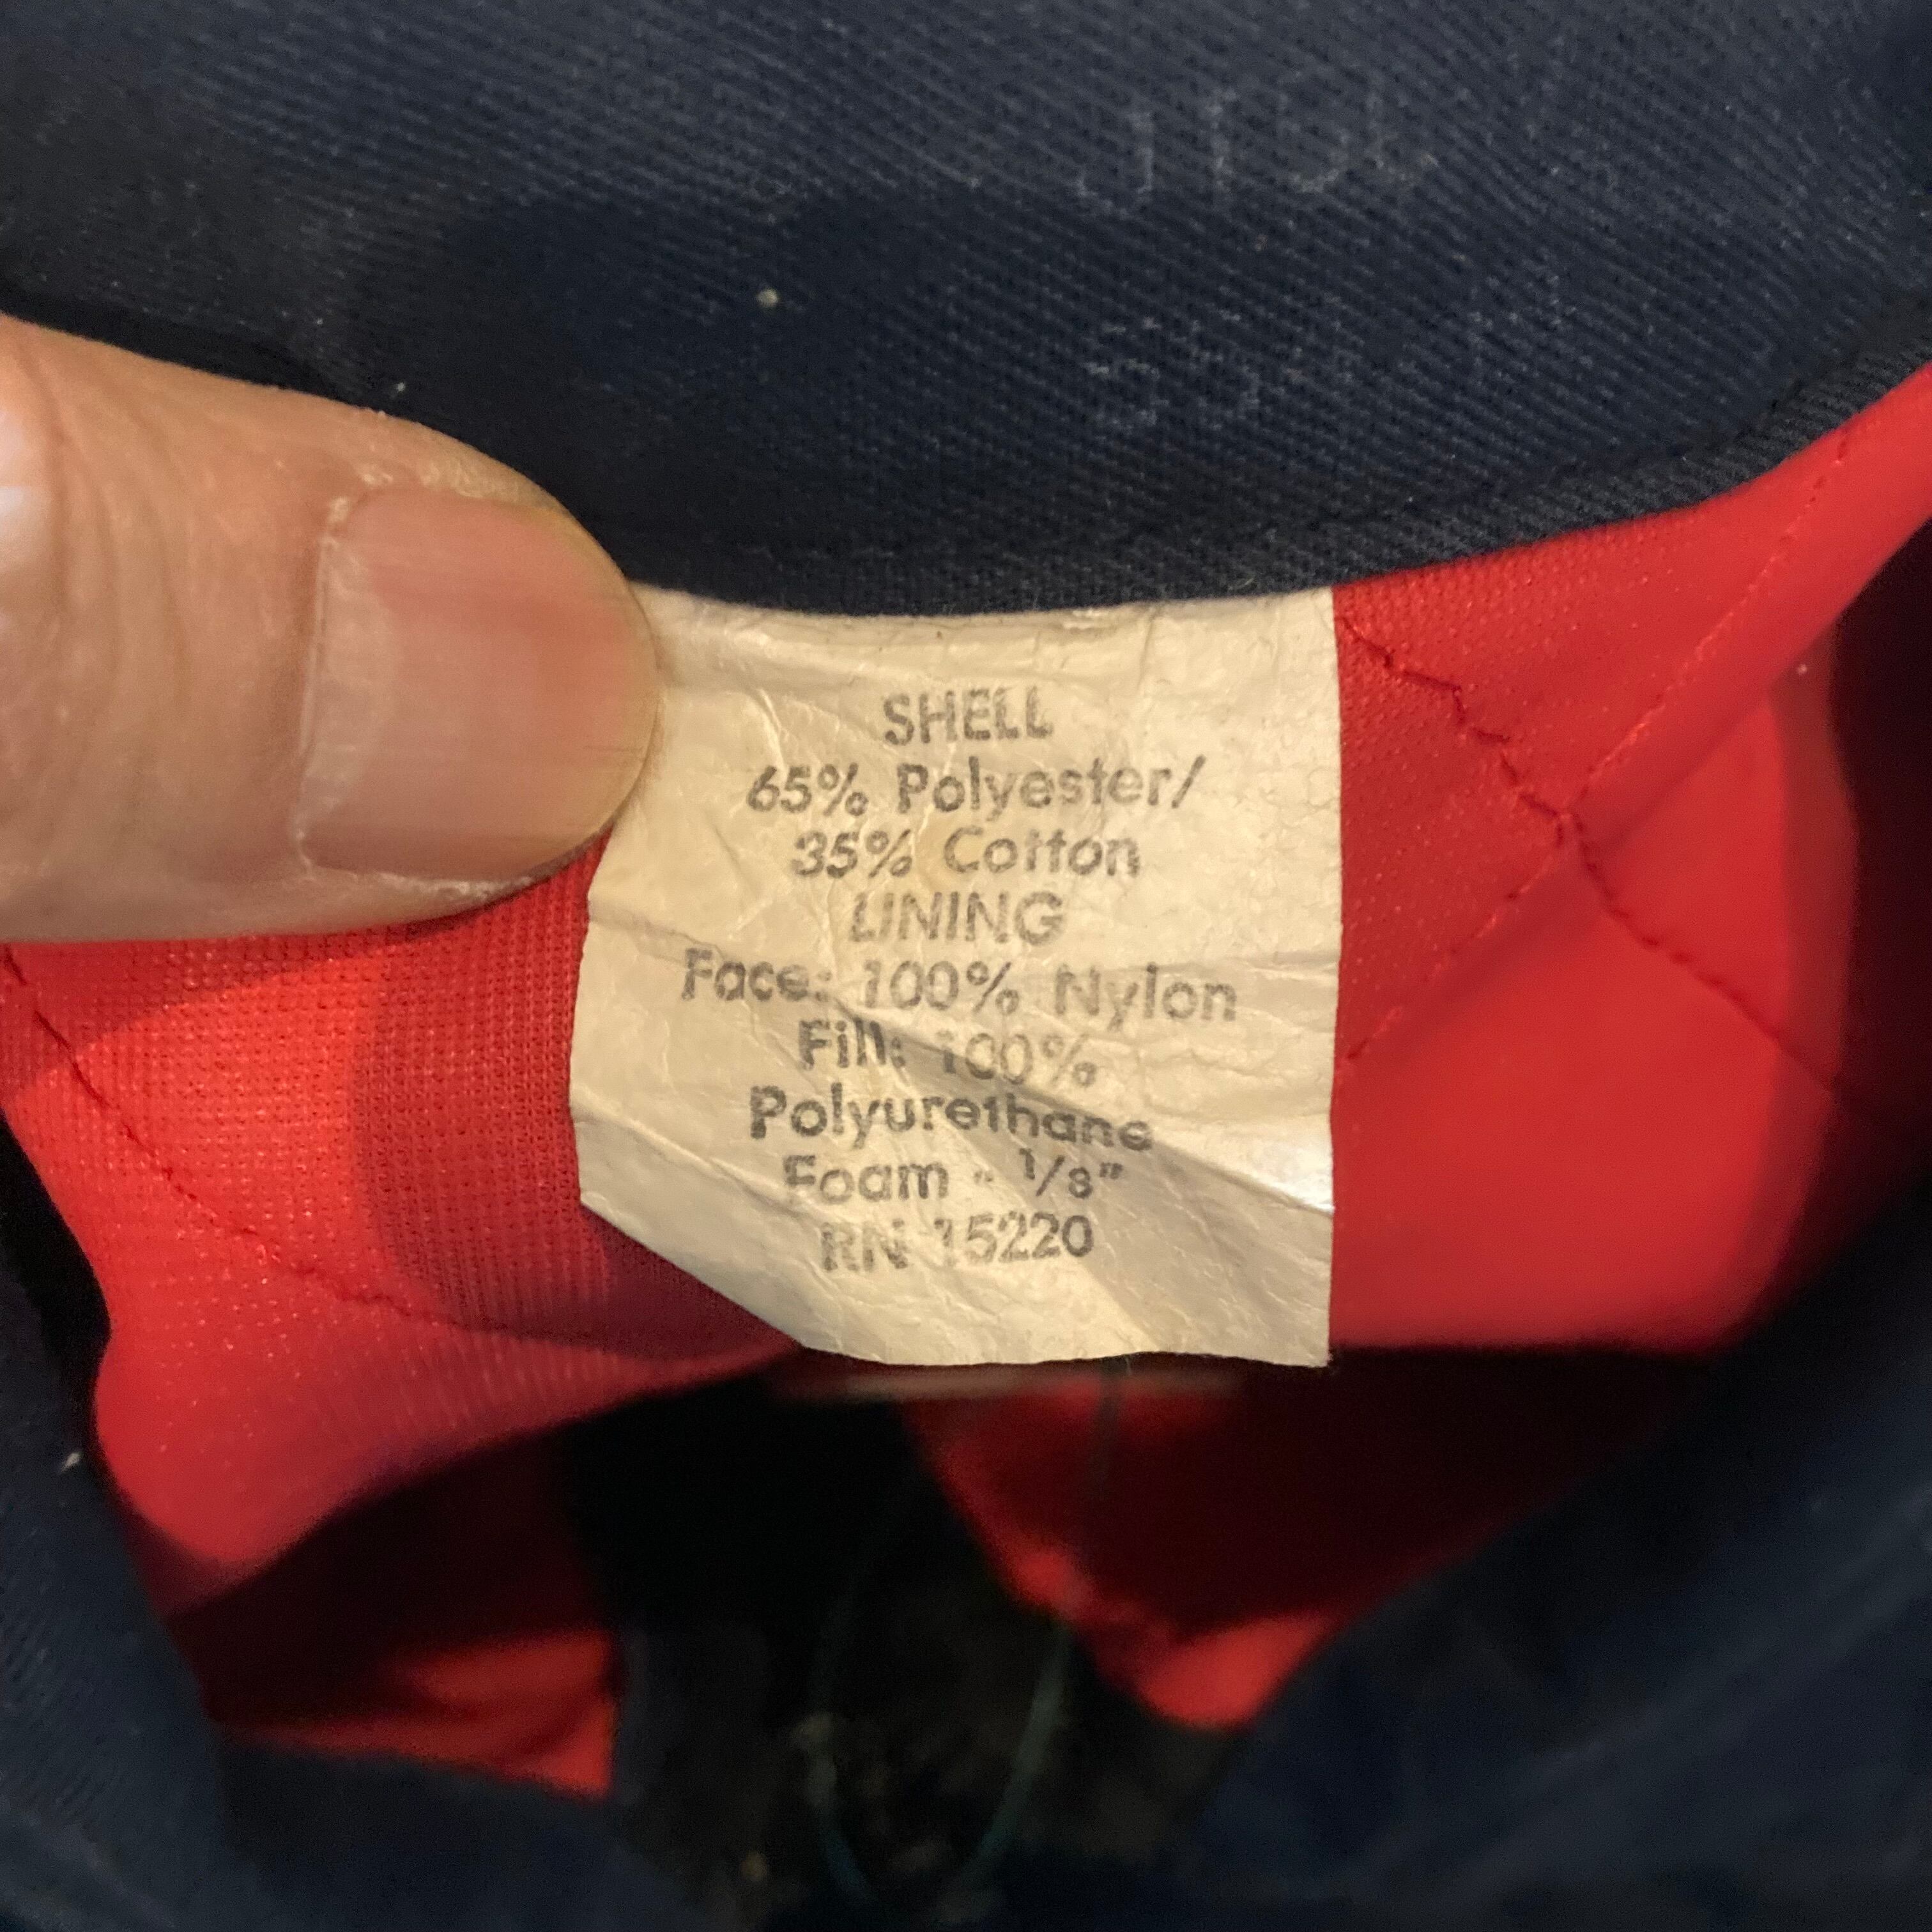 SHELL
65% Polyester/
35% Cotton
LINING
Face: 100% Nylon
Fill: 100%
Polyurethane
Foam - 1/8"
RN 15220